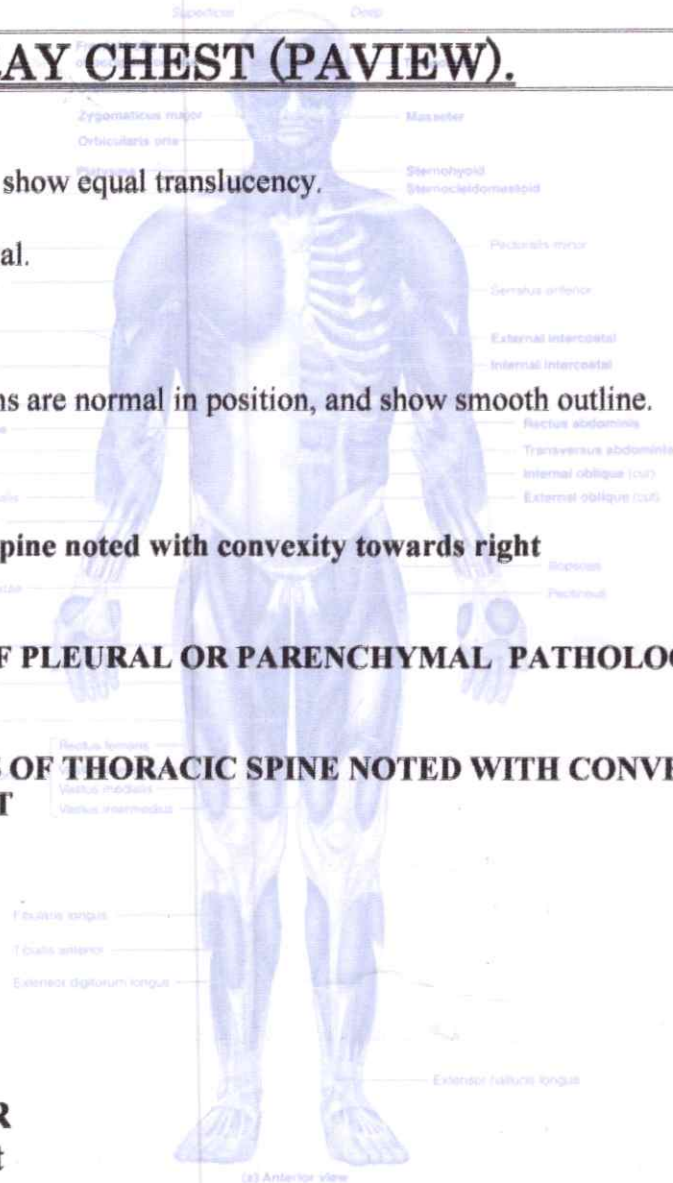 Superficial Deep
AY CHEST (PAVIEW).
Zygomaticus major Masseter
Orbicularis oris
Platysma Sternohyoid
show equal translucency.
Sternocleidomastoid
al.
Pectoralis minor
Serratus anterior
External intercostal
Internal intercostal
ns are normal in position, and show smooth outline.
Rectus abdominis
Transversus abdominis
Internal oblique (cut)
External oblique (cut)
pine noted with convexity towards right
Iliopsoas
Pectineus
F PLEURAL OR PARENCHYMAL PATHOLO
Rectus femoris
S OF THORACIC SPINE NOTED WITH CONVE
Vastus medialis
T
Vastus intermedius
Fibularis longus
Tibialis anterior
Extensor digitorum longus
Extensor hallucis longus
R
t
(a) Anterior view